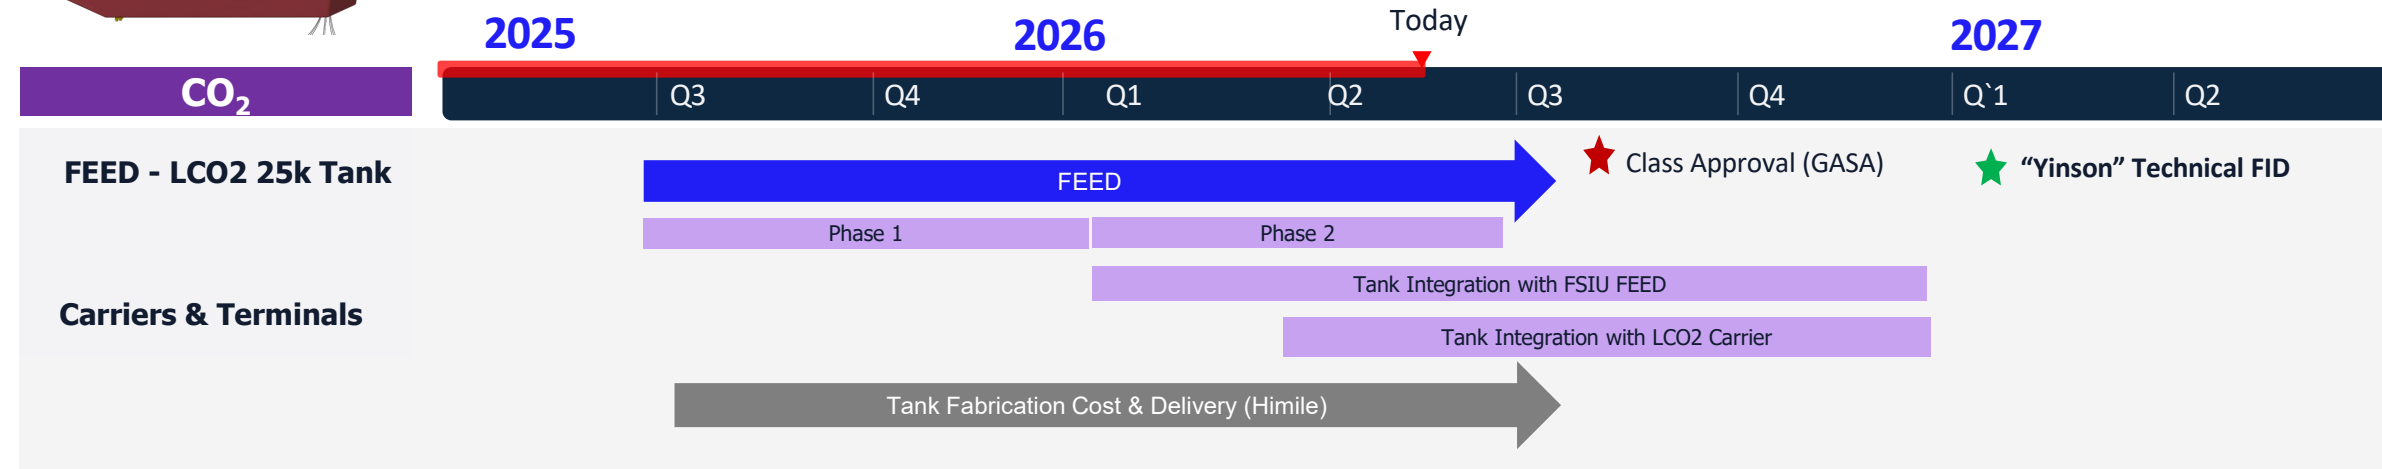 2025
2026
Today
2027
CO₂
Q3
Q4
Q1
Q2
Q3
Q4
Q`1
Q2
FEED - LCO2 25k Tank
FEED
Class Approval (GASA)
“Yinson” Technical FID
Phase 1
Phase 2
Carriers & Terminals
Tank Integration with FSIU FEED
Tank Integration with LCO2 Carrier
Tank Fabrication Cost & Delivery (Himile)